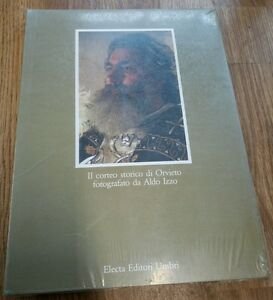 Il corteo storico di Orvieto
fotografato da Aldo Izzo
Electa Editori Umbri